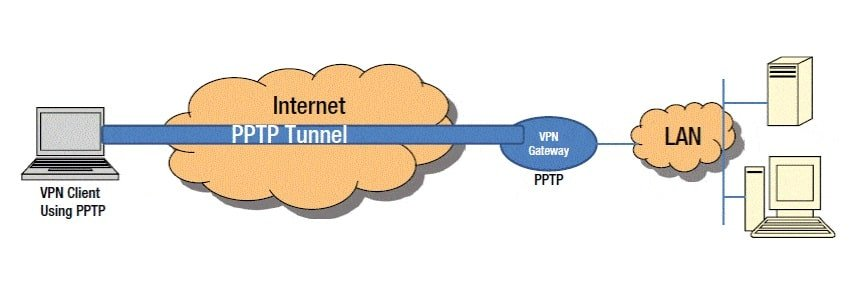 Internet
PPTP Tunnel
VPN Client
Using PPTP
VPN
Gateway
PPTP
LAN